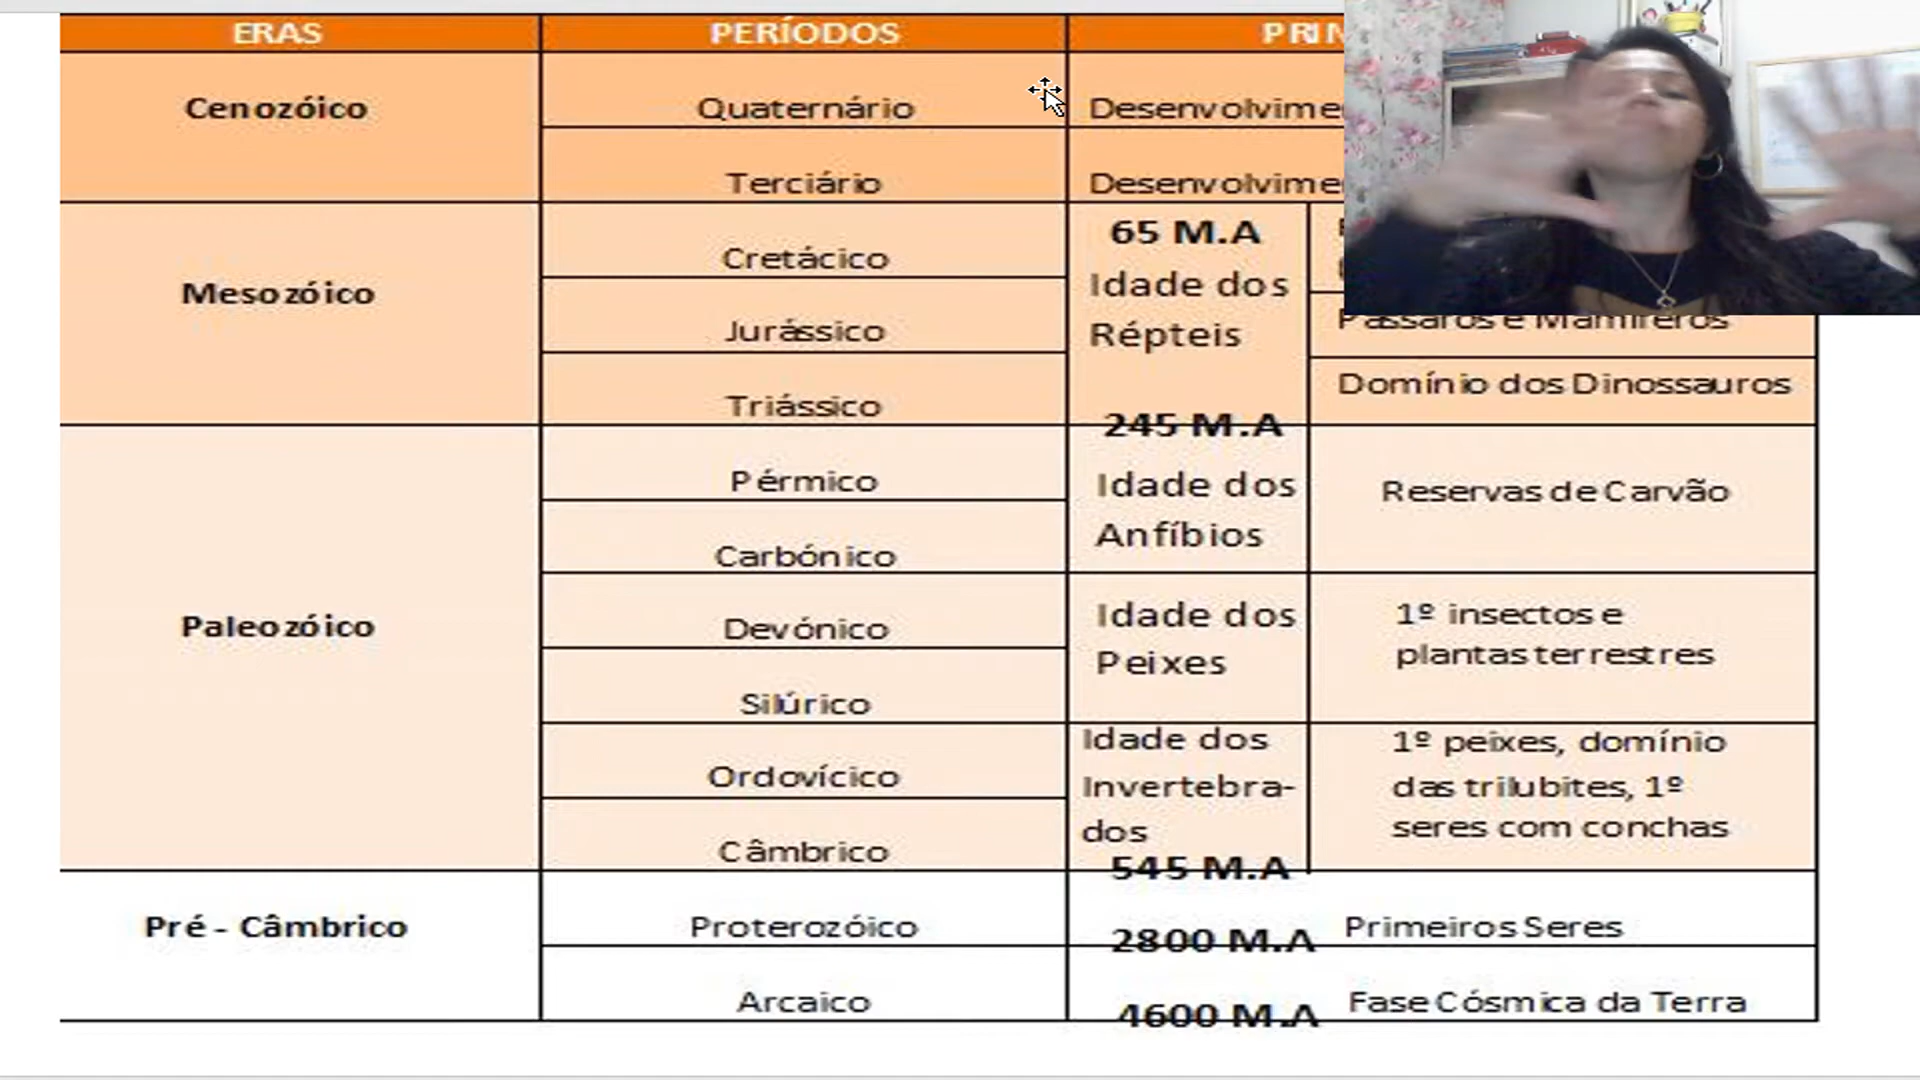 ERAS
PERÍODOS
Cenozóico
Quaternário
Terciário
Mesozóico
Cretácico
65 M.A
Idade dos
Répteis
Jurássico
Pássaros e Mamíferos
Triássico
Domínio dos Dinossauros
245 M.A
Paleozóico
Pérmico
Idade dos
Anfíbios
Reservas de Carvão
Carbónico
Devónico
Idade dos
Peixes
1º insectos e
plantas terrestres
Silúrico
Ordovícico
Idade dos
Invertebra-
dos
1º peixes, domínio
das trilubites, 1º
seres com conchas
Câmbrico
545 M.A
Pré - Câmbrico
Proterozóico
2800 M.A
Primeiros Seres
Arcaico
4600 M.A
Fase Cósmica da Terra